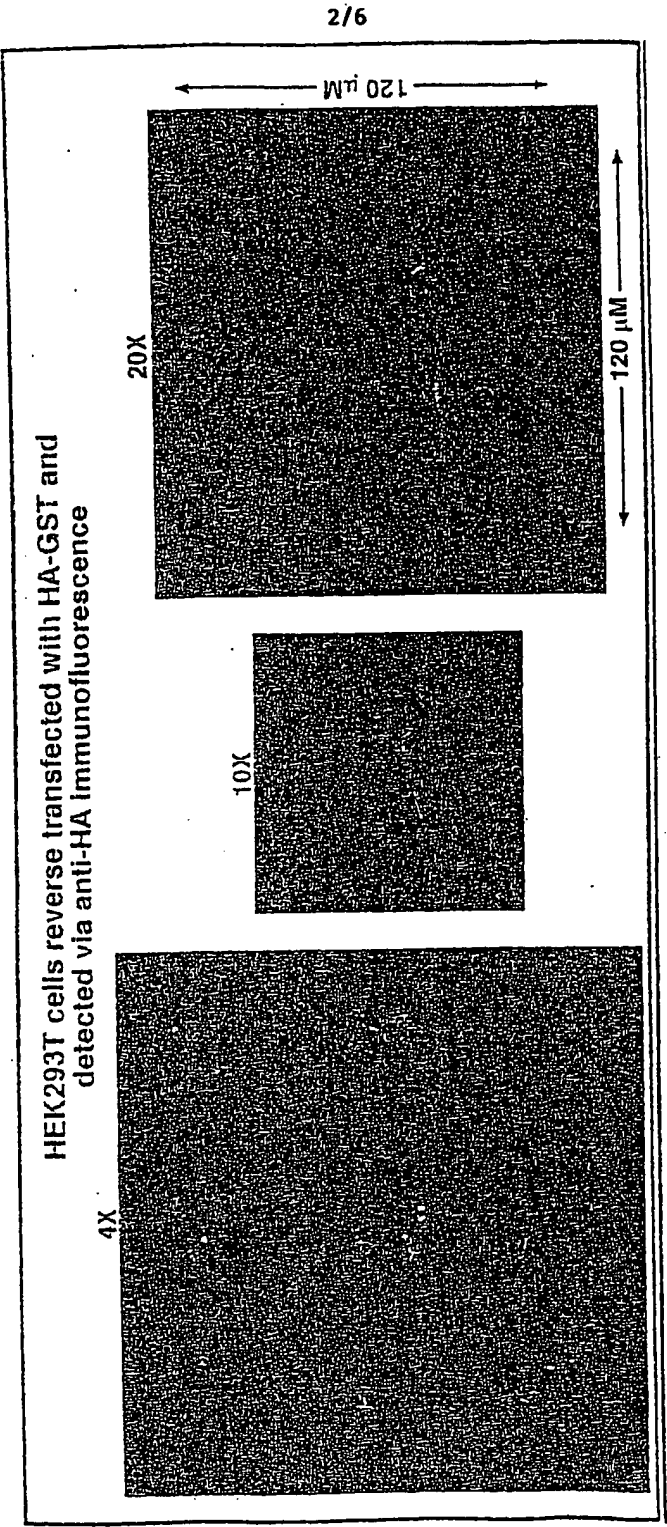 2/6
HEK293T cells reverse transfected with HA-GST and
detected via anti-HA immunofluorescence
4X
10X
20X
120 µM
120 µM